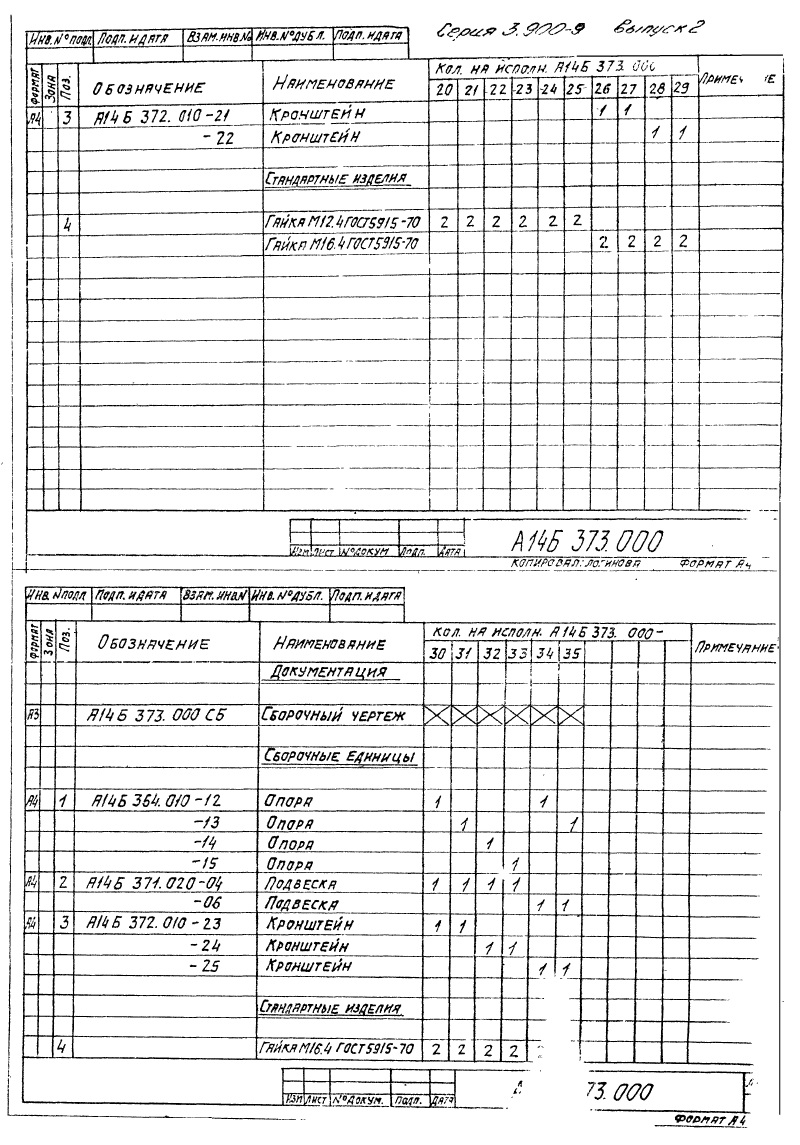 Серия 3.900-9 выпуск 2
Инв.№ подл. Подп. и дата Взам.инв.№ Инв.№ дубл. Подп. и дата
Формат Зона Поз. Обозначение Наименование Кол. на исполн. А14Б 373.000
20 21 22 23 24 25 26 27 28 29
А4 3 А14Б 372.010-21 Кронштейн 1 1
-22 Кронштейн 1 1
Стандартные изделия
4 Гайка М12.4 ГОСТ 5915-70 2 2 2 2 2 2
Гайка М16.4 ГОСТ 5915-70 2 2 2 2
Изм Лист № докум Подп. Дата А14Б 373.000
Копировал: Логинова Формат А4
Инв. № подл Подп. и дата Взам. инв.№ Инв. № дубл. Подп. и дата
Формат Зона Поз. Обозначение Наименование Кол. на исполн. А14Б 373. 000- Примечание
30 31 32 33 34 35
Документация
А3 А14Б 373.000 СБ Сборочный чертеж
Сборочные единицы
А4 1 А14Б 364.010-12 Опора 1 1
-13 Опора 1 1
-14 Опора 1
-15 Опора 1
А4 2 А14Б 371.020-04 Подвеска 1 1 1 1
-06 Подвеска 1 1
А4 3 А14Б 372.010-23 Кронштейн 1 1
-24 Кронштейн 1 1
-25 Кронштейн 1 1
Стандартные изделия
4 Гайка М16.4 ГОСТ 5915-70 2 2 2 2
Изм Лист № докум. Подп. Дата 73.000
Формат А4